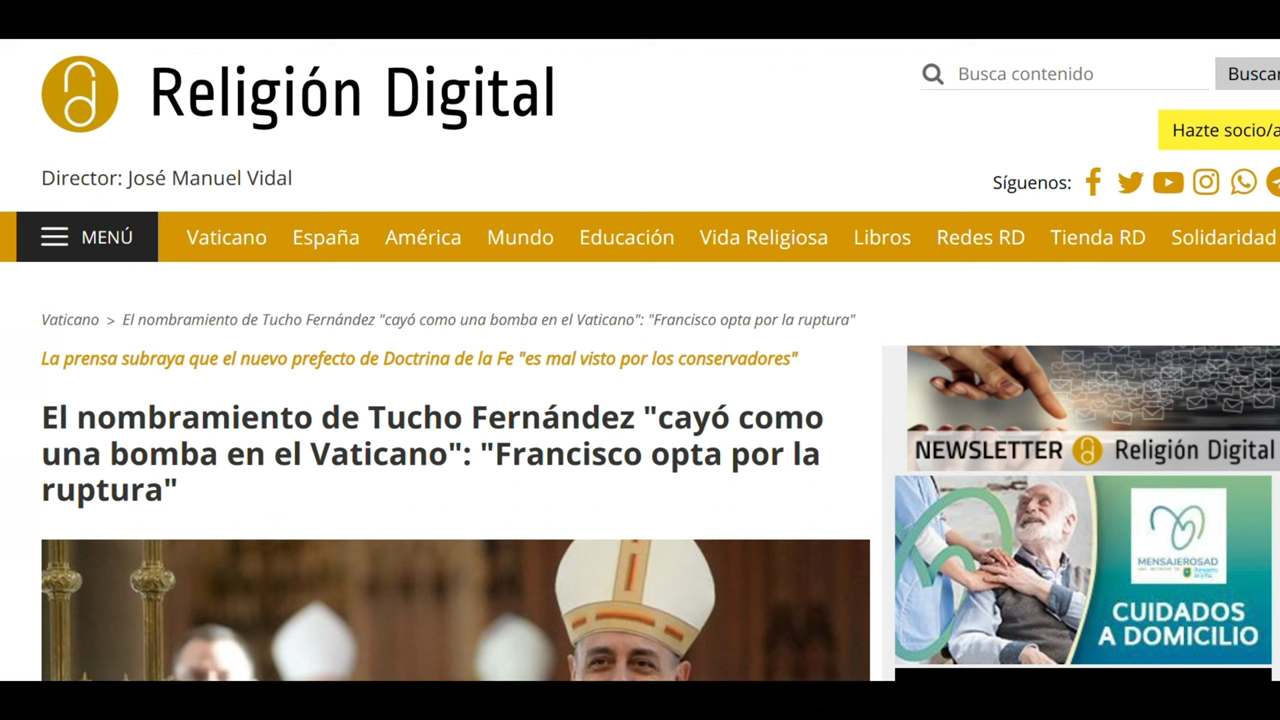 Religión Digital
Busca contenido
Buscar
Hazte socio/a
Director: José Manuel Vidal
Síguenos:
MENÚ
Vaticano
España
América
Mundo
Educación
Vida Religiosa
Libros
Redes RD
Tienda RD
Solidaridad
Vaticano > El nombramiento de Tucho Fernández "cayó como una bomba en el Vaticano": "Francisco opta por la ruptura"
La prensa subraya que el nuevo prefecto de Doctrina de la Fe "es mal visto por los conservadores"
El nombramiento de Tucho Fernández "cayó como
una bomba en el Vaticano": "Francisco opta por la
ruptura"
NEWSLETTER Religión Digital
MENSAJEROSAD
CUIDADOS
A DOMICILIO